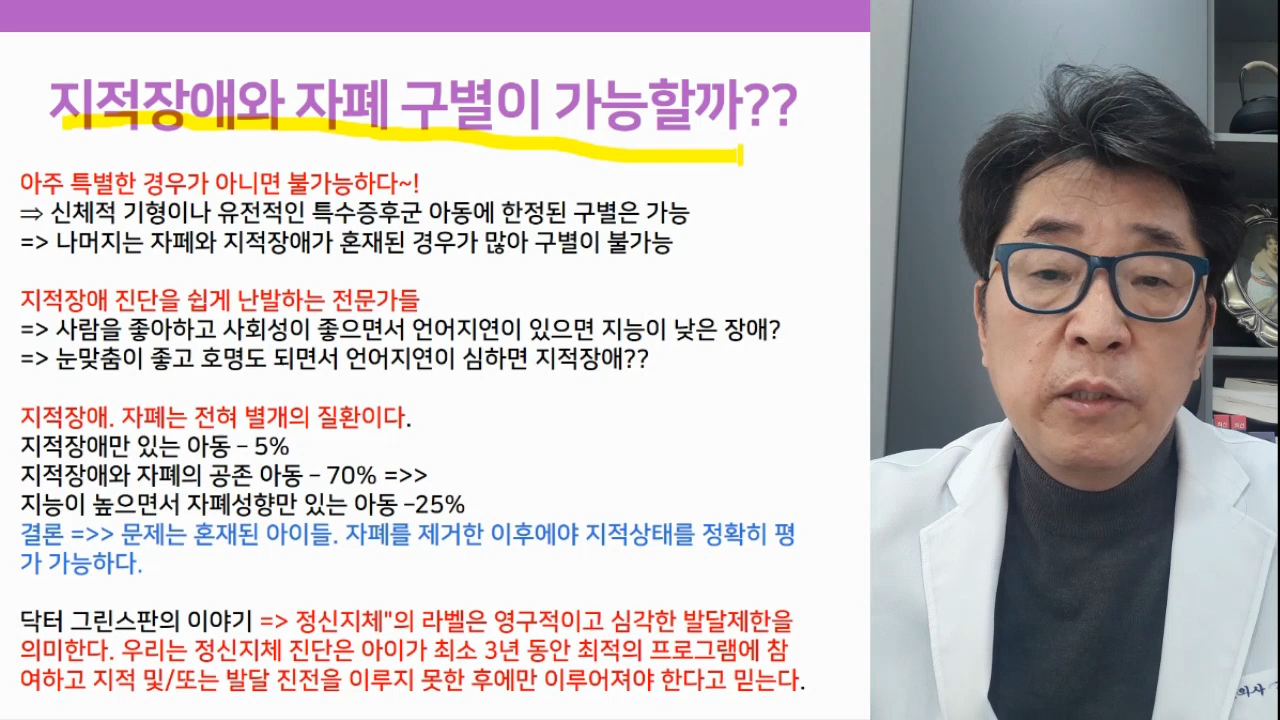 지적장애와 자폐 구별이 가능할까??
아주 특별한 경우가 아니면 불가능하다~!
⇒ 신체적 기형이나 유전적인 특수증후군 아동에 한정된 구별은 가능
=> 나머지는 자페와 지적장애가 혼재된 경우가 많아 구별이 불가능
지적장애 진단을 쉽게 난발하는 전문가들
=> 사람을 좋아하고 사회성이 좋으면서 언어지연이 있으면 지능이 낮은 장애?
=> 눈맞춤이 좋고 호명도 되면서 언어지연이 심하면 지적장애??
지적장애. 자폐는 전혀 별개의 질환이다.
지적장애만 있는 아동 – 5%
지적장애와 자폐의 공존 아동 – 70% =>>
지능이 높으면서 자폐성향만 있는 아동 –25%
결론 =>> 문제는 혼재된 아이들. 자폐를 제거한 이후에야 지적상태를 정확히 평
가 가능하다.
닥터 그린스판의 이야기 => 정신지체"의 라벨은 영구적이고 심각한 발달제한을
의미한다. 우리는 정신지체 진단은 아이가 최소 3년 동안 최적의 프로그램에 참
여하고 지적 및/또는 발달 진전을 이루지 못한 후에만 이루어져야 한다고 믿는다.